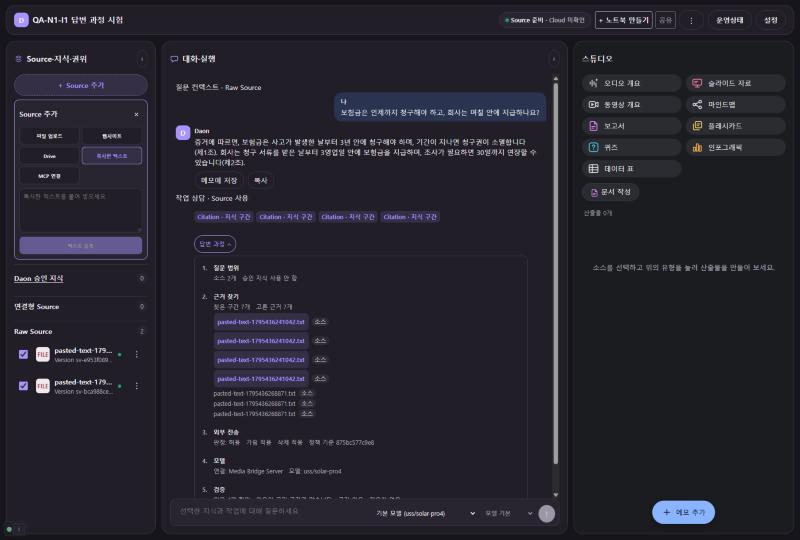 D QA-N1-I1 답변 과정 시험
Source 준비 · Cloud 미확인
+ 노트북 만들기
공유
운영상태
설정
Source·지식·권위
+ Source 추가
Source 추가
파일 업로드
웹사이트
Drive
복사한 텍스트
MCP 연결
복사한 텍스트를 붙여 넣으세요
텍스트 등록
Daon 승인 지식 0
연결형 Source 0
Raw Source 2
FILE pasted-text-179...
Version sv-e953f089...
FILE pasted-text-179...
Version sv-bca988ce...
대화·실행
질문 컨텍스트 · Raw Source
나
보험금은 언제까지 청구해야 하고, 회사는 며칠 안에 지급하나요?
D Daon
증거에 따르면, 보험금은 사고가 발생한 날부터 3년 안에 청구해야 하며, 기간이 지나면 청구권이 소멸합니다
(제1조). 회사는 청구 서류를 받은 날부터 3영업일 안에 보험금을 지급하며, 조사가 필요하면 30일까지 연장할 수
있습니다(제2조).
메모에 저장
복사
작업 상담 · Source 사용
Citation · 지식 구간
Citation · 지식 구간
Citation · 지식 구간
Citation · 지식 구간
답변 과정
1. 질문 범위
소스 2개 승인 지식 사용 안 함
2. 근거 찾기
찾은 구간 7개 고른 근거 7개
pasted-text-1795436241042.txt 소스
pasted-text-1795436241042.txt 소스
pasted-text-1795436241042.txt 소스
pasted-text-1795436241042.txt 소스
pasted-text-1795436268871.txt 소스
pasted-text-1795436268871.txt 소스
pasted-text-1795436268871.txt 소스
3. 외부 전송
판정: 허용 가림 적용 삭제 적용 정책 기준 875bc577c9e8
4. 모델
연결: Media Bridge Server 모델: uss/solar-pro4
5. 검증
선택한 지식과 작업에 대해 질문하세요
기본 모델 (uss/solar-pro4)
모델 기본
스튜디오
오디오 개요
슬라이드 자료
동영상 개요
마인드맵
보고서
플래시카드
퀴즈
인포그래픽
데이터 표
문서 작성
산출물 0개
소스를 선택하고 위의 유형을 눌러 산출물을 만들어 보세요.
+ 메모 추가